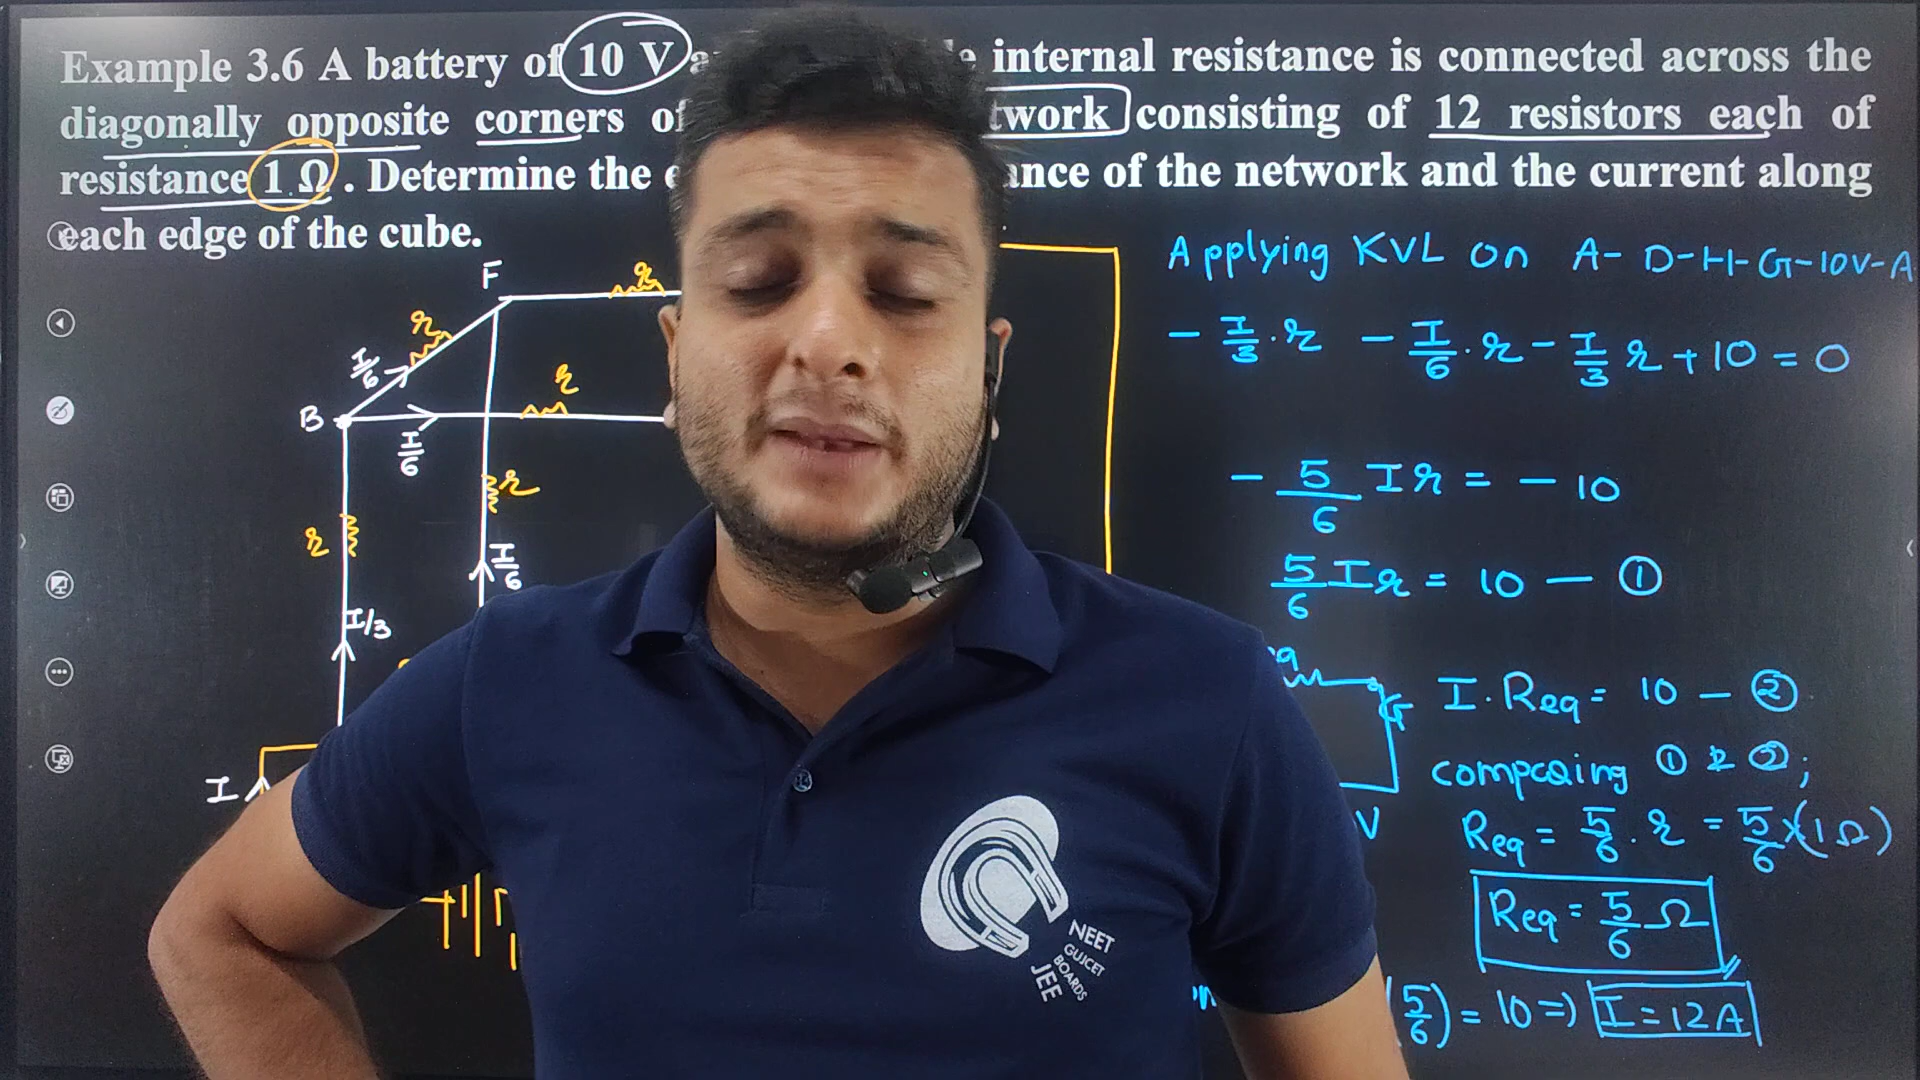 Example 3.6 A battery of 10 V internal resistance is connected across the
diagonally opposite corners of consisting of 12 resistors each of
resistance 1 Ω . Determine the of the network and the current along
each edge of the cube.
F
r
r
I/6
B
r
I/6
r
r
I/3
I/6
I
Applying KVL on A-D-H-G-10V-A
- I/3 . r - I/6 . r - I/3 r + 10 = 0
- 5/6 I r = - 10
5/6 I r = 10 — ①
G
I . Req = 10 — ②
V
comparing ① & ②;
Req = 5/6 . r = 5/6 × (1 Ω)
Req = 5/6 Ω
(5/6) = 10 ⇒ I = 12 A
NEET
GUJCET
BOARDS
JEE